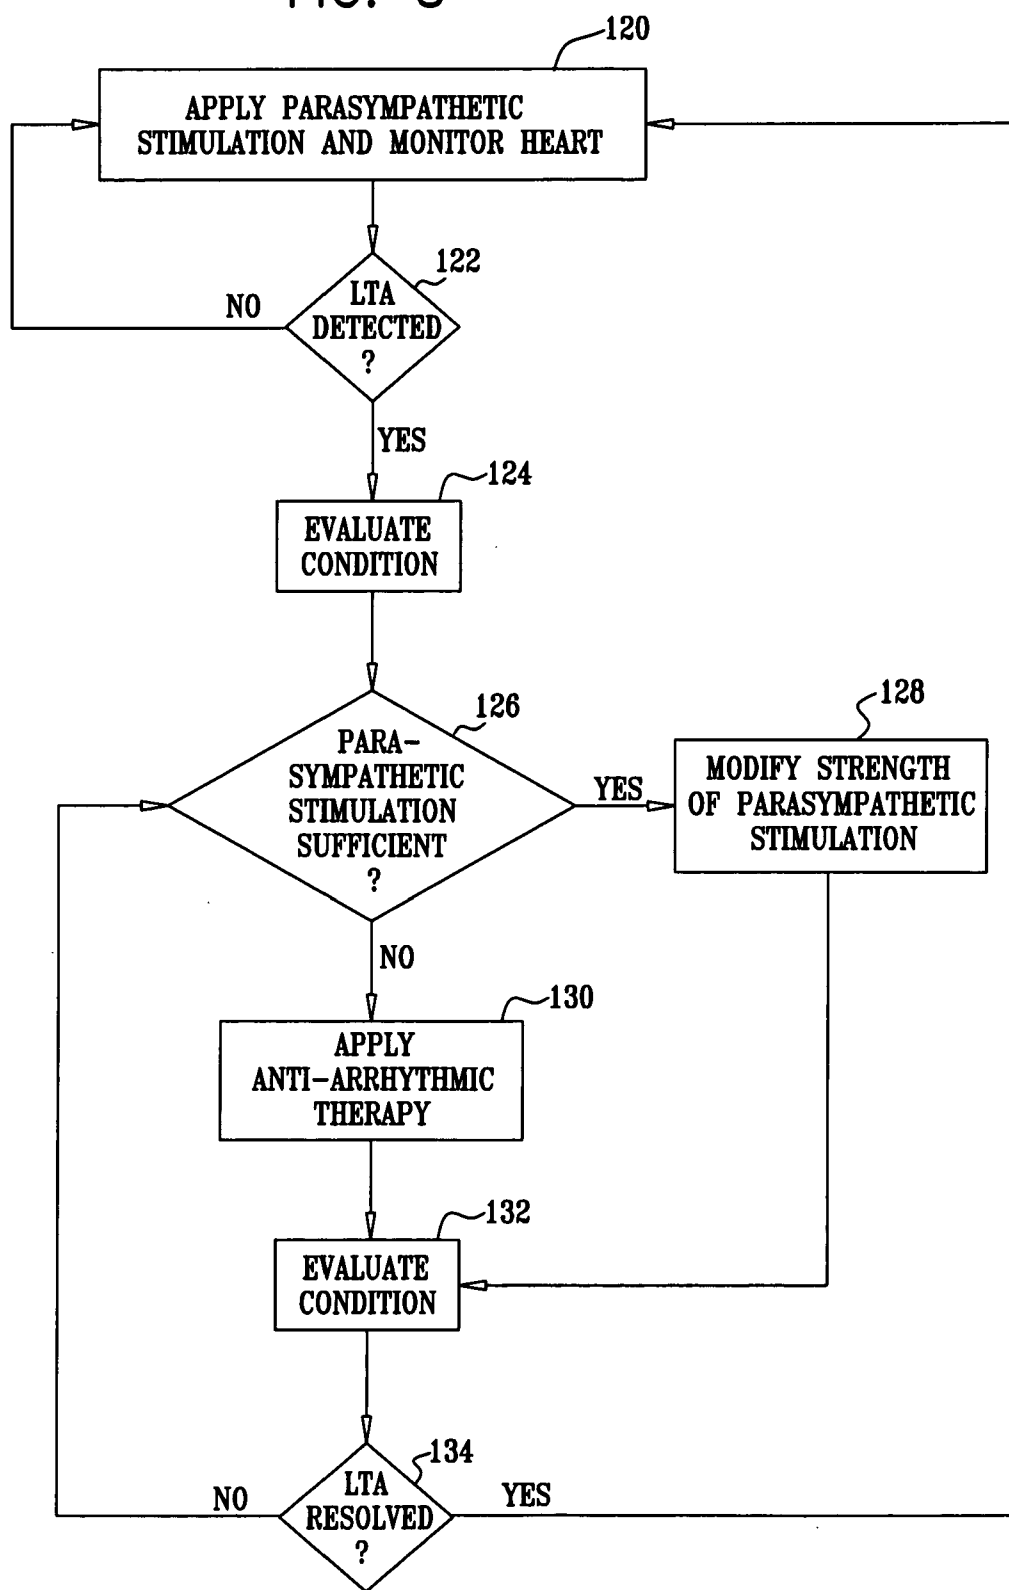 120
APPLY PARASYMPATHETIC
STIMULATION AND MONITOR HEART
122
LTA
DETECTED
?
NO
YES
124
EVALUATE
CONDITION
126
PARA-
SYMPATHETIC
STIMULATION
SUFFICIENT
?
YES
128
MODIFY STRENGTH
OF PARASYMPATHETIC
STIMULATION
NO
130
APPLY
ANTI-ARRHYTHMIC
THERAPY
132
EVALUATE
CONDITION
134
LTA
RESOLVED
?
NO
YES